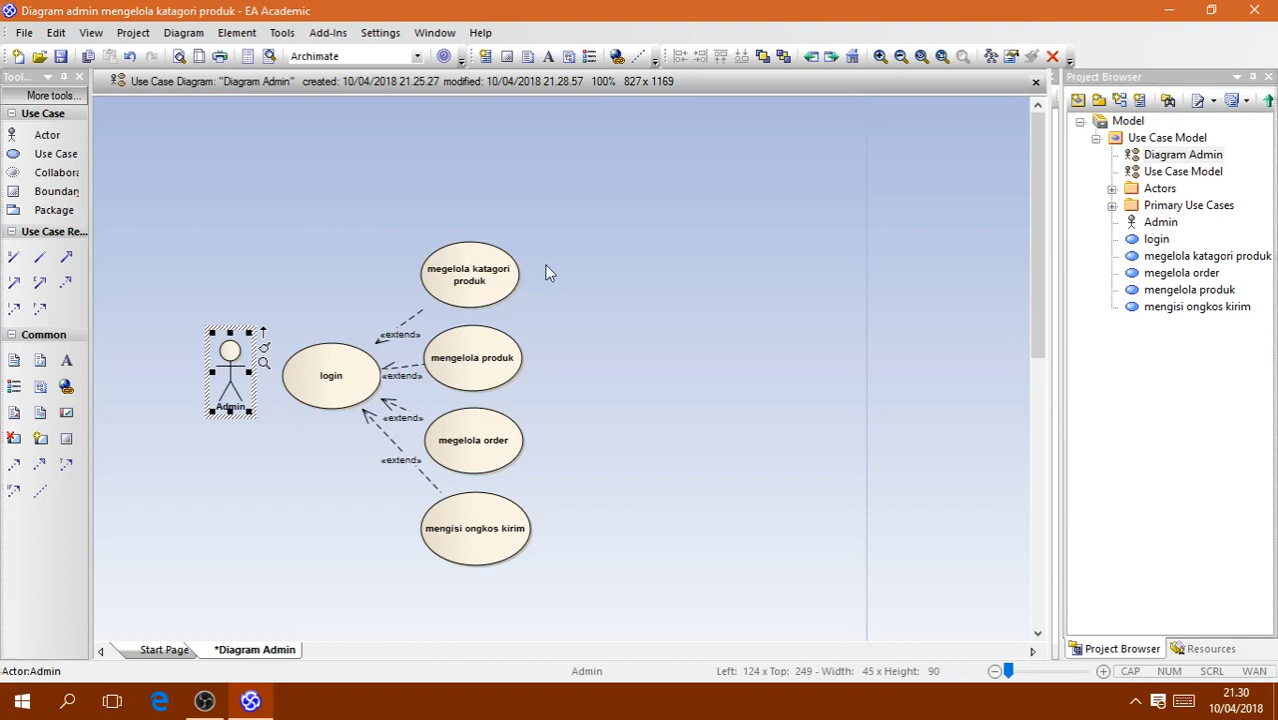 Diagram admin mengelola katagori produk - EA Academic
File Edit View Project Diagram Element Tools Add-Ins Settings Window Help
Archimate
Tool...
Use Case Diagram: "Diagram Admin" created: 10/04/2018 21.25.27 modified: 10/04/2018 21.28.57 100% 827 x 1169
Project Browser
More tools...
Use Case
Actor
Use Case
Collabora
Boundary
Package
Use Case Re...
Common
megelola katagori
produk
«extend»
mengelola produk
login
«extend»
Admin
«extend»
megelola order
«extend»
mengisi ongkos kirim
Model
Use Case Model
Diagram Admin
Use Case Model
Actors
Primary Use Cases
Admin
login
megelola katagori produk
megelola order
mengelola produk
mengisi ongkos kirim
Start Page *Diagram Admin
Project Browser Resources
Actor:Admin Admin Left: 124 x Top: 249 - Width: 45 x Height: 90 CAP NUM SCRL WAN
21.30
10/04/2018